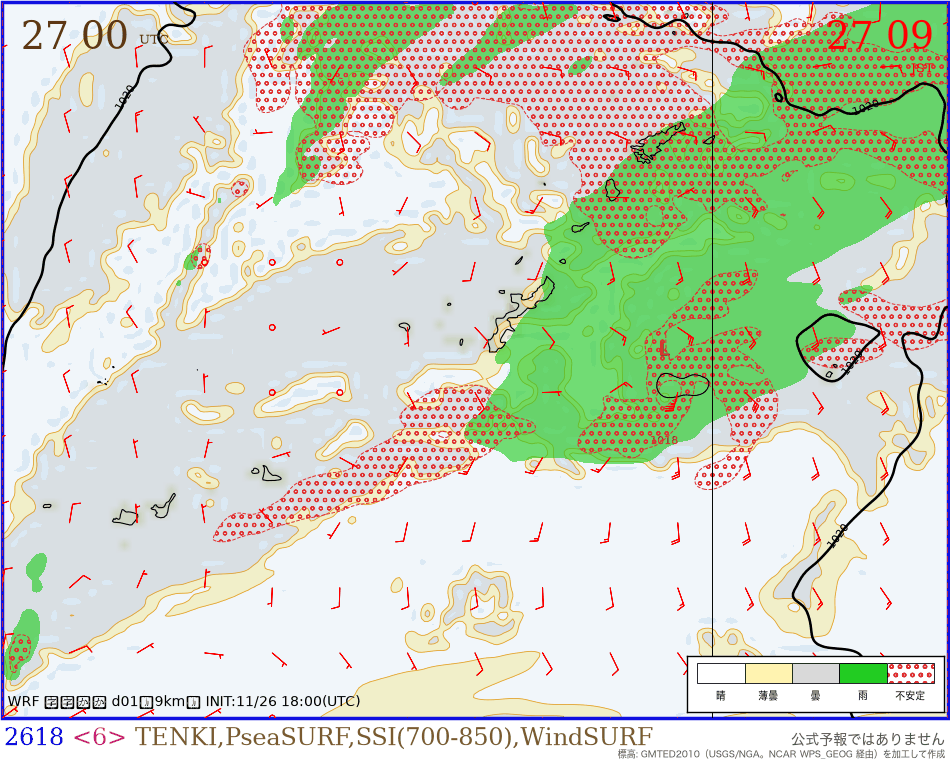 27 00 UTC
27 09
JST
1020
1020
1020
L
1018
1020
晴 薄曇 曇 雨 不安定
WRF d01 9km INIT:11/26 18:00(UTC)
2618 <6> TENKI,PseaSURF,SSI(700-850),WindSURF
公式予報ではありません
標高: GMTED2010（USGS/NGA。NCAR WPS_GEOG 経由）を加工して作成